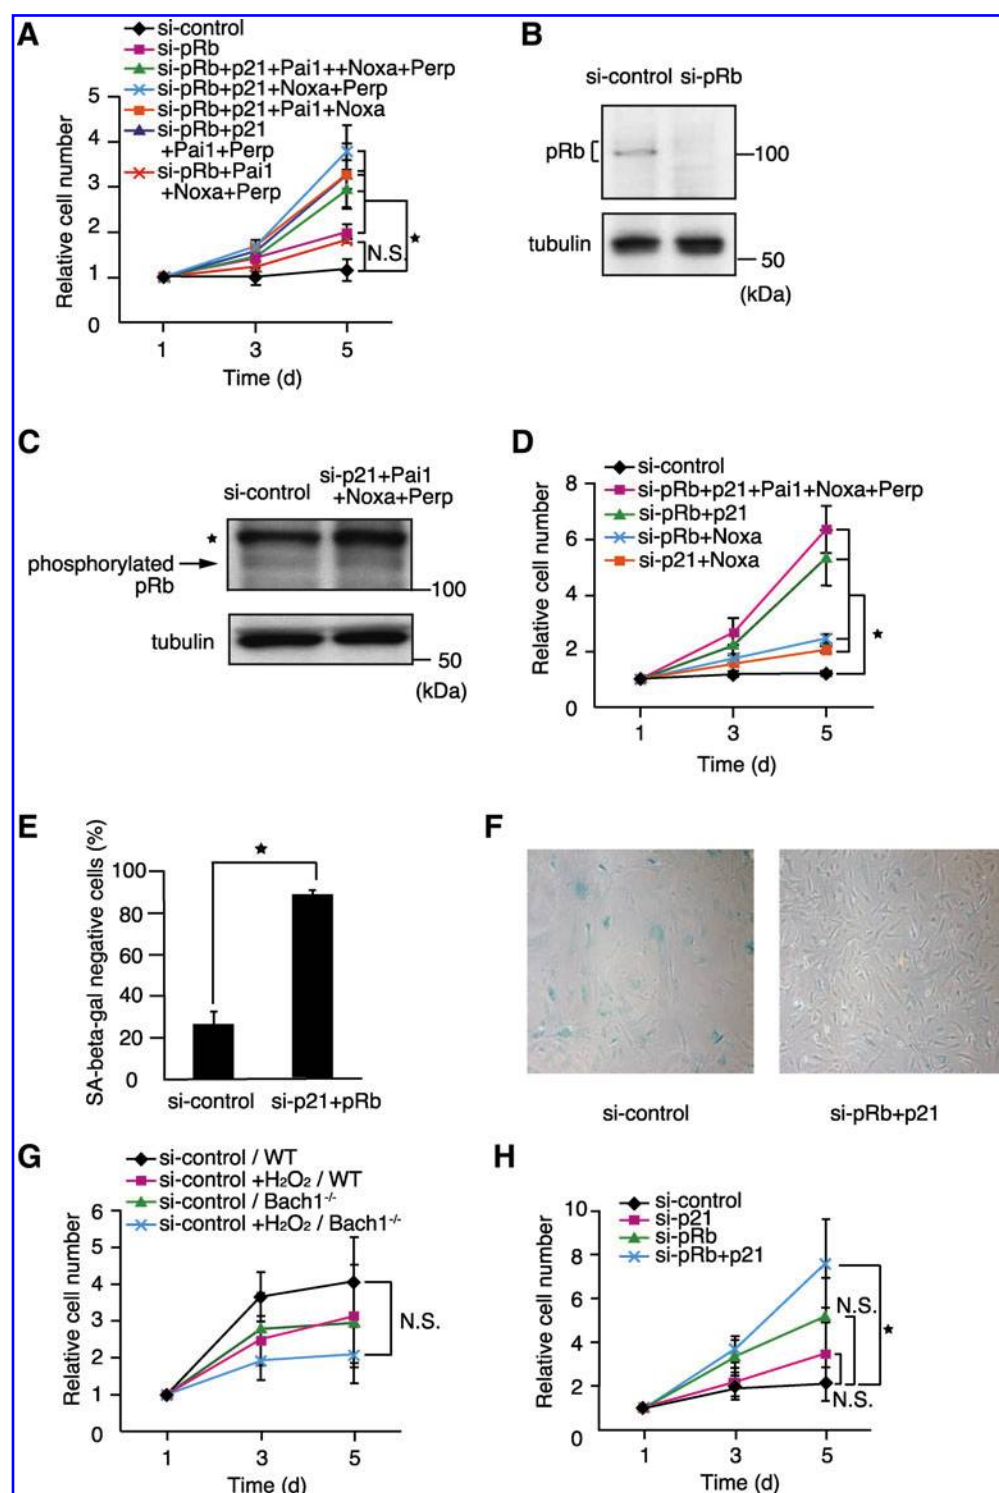 A
si-control
si-pRb
si-pRb+p21+Pai1++Noxa+Perp
si-pRb+p21+Noxa+Perp
si-pRb+p21+Pai1+Noxa
si-pRb+p21
+Pai1+Perp
si-pRb+Pai1
+Noxa+Perp
Relative cell number
5
4
3
2
1
0
N.S.
★
1 3 5
Time (d)
B
si-control si-pRb
pRb
100
tubulin
50
(kDa)
C
si-control
si-p21+Pai1
+Noxa+Perp
★
phosphorylated
pRb
100
tubulin
50
(kDa)
D
si-control
si-pRb+p21+Pai1+Noxa+Perp
si-pRb+p21
si-pRb+Noxa
si-p21+Noxa
Relative cell number
8
6
4
2
0
★
1 3 5
Time (d)
E
SA-beta-gal negative cells (%)
★
100
80
60
40
20
0
si-control si-p21+pRb
F
si-control si-pRb+p21
G
si-control / WT
si-control +H₂O₂ / WT
si-control / Bach1⁻/⁻
si-control +H₂O₂ / Bach1⁻/⁻
Relative cell number
6
5
4
3
2
1
0
N.S.
1 3 5
Time (d)
H
si-control
si-p21
si-pRb
si-pRb+p21
Relative cell number
10
8
6
4
2
0
N.S.
★
N.S.
1 3 5
Time (d)